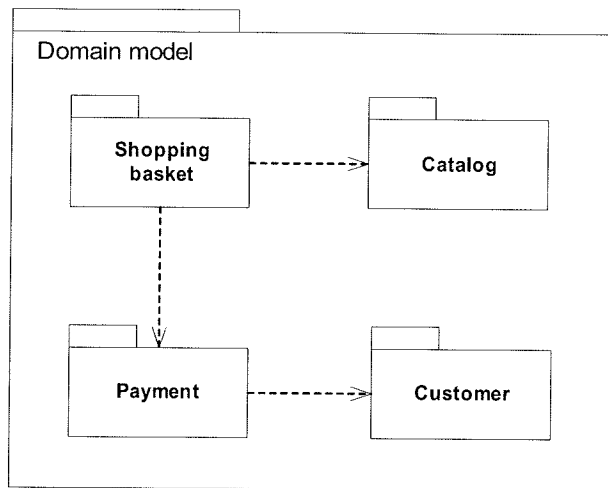 Domain model
Shopping
basket
Catalog
Payment
Customer